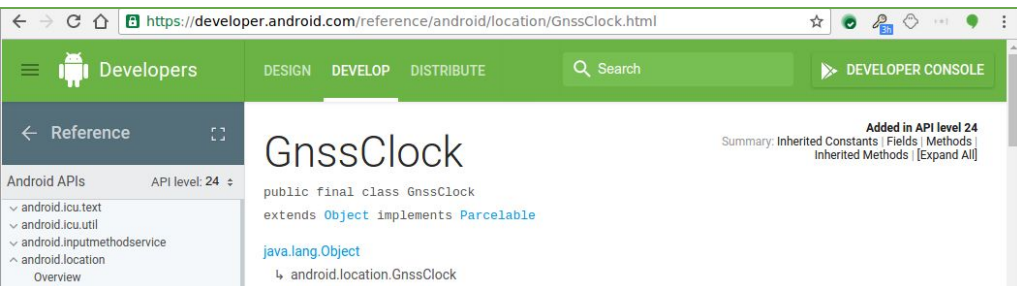 https://developer.android.com/reference/android/location/GnssClock.html
3h
Developers
DESIGN DEVELOP DISTRIBUTE
Search
DEVELOPER CONSOLE
Reference
Android APIs API level: 24
android.icu.text
android.icu.util
android.inputmethodservice
android.location
Overview
GnssClock
Added in API level 24
Summary: Inherited Constants | Fields | Methods |
Inherited Methods | [Expand All]
public final class GnssClock
extends Object implements Parcelable
java.lang.Object
↳ android.location.GnssClock